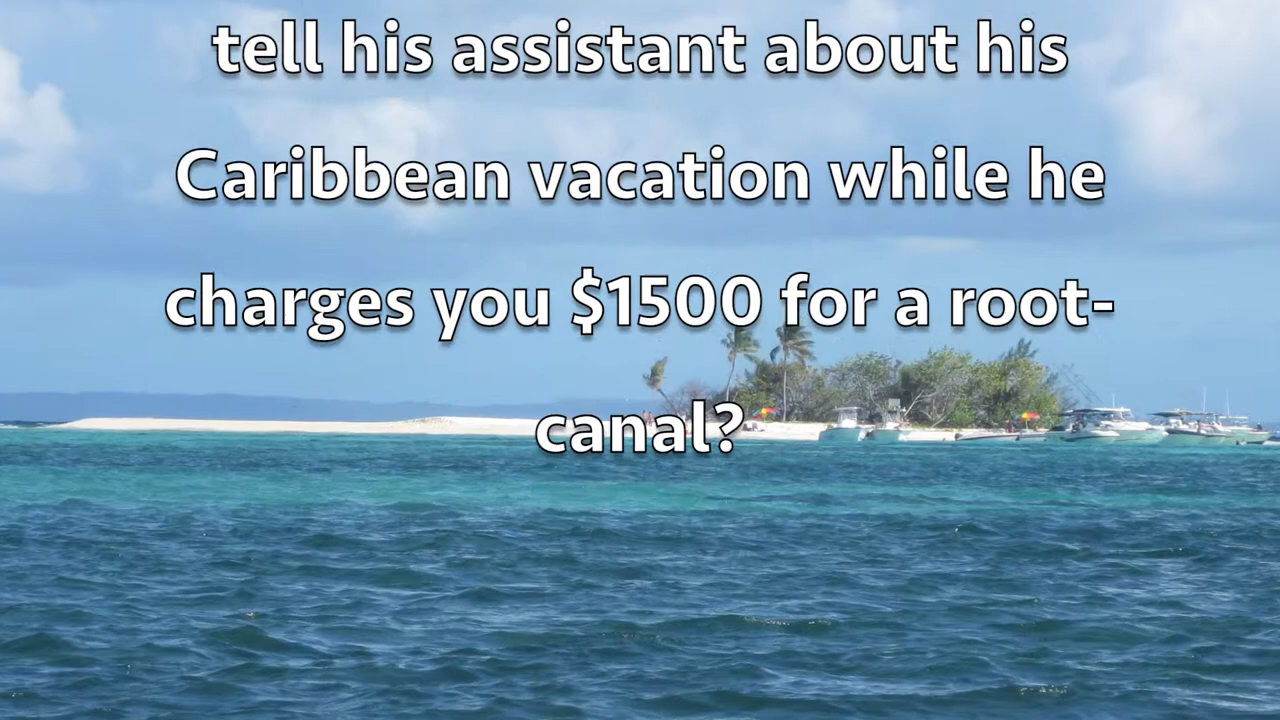 tell his assistant about his
Caribbean vacation while he
charges you $1500 for a root-
canal?